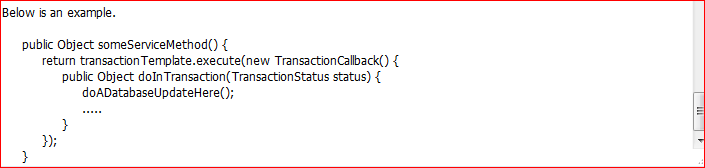 Below is an example.
public Object someServiceMethod() {
return transactionTemplate.execute(new TransactionCallback() {
public Object doInTransaction(TransactionStatus status) {
doADatabaseUpdateHere();
.....
}
});
}